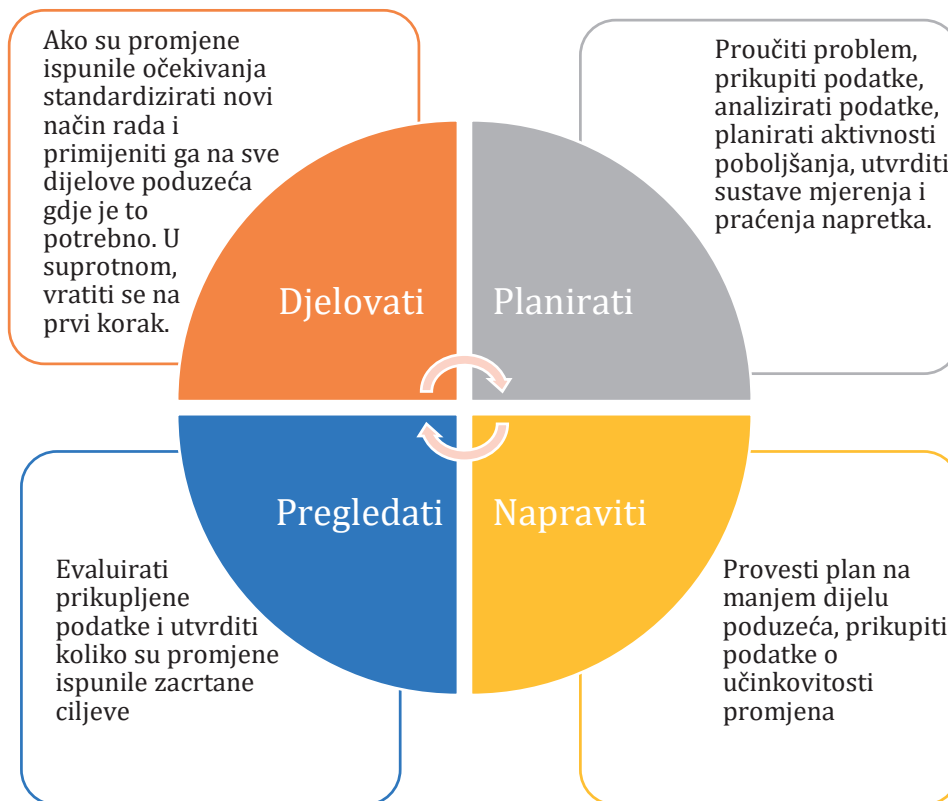 Ako su promjene
ispunile očekivanja
standardizirati novi
način rada i
primijeniti ga na sve
dijelove poduzeća
gdje je to
potrebno. U
suprotnom,
vratiti se na
prvi korak.
Proučiti problem,
prikupiti podatke,
analizirati podatke,
planirati aktivnosti
poboljšanja, utvrditi
sustave mjerenja i
praćenja napretka.
Djelovati
Planirati
Pregledati
Napraviti
Evaluirati
prikupljene
podatke i utvrditi
koliko su promjene
ispunile zacrtane
ciljeve
Provesti plan na
manjem dijelu
poduzeća, prikupiti
podatke o
učinkovitosti
promjena